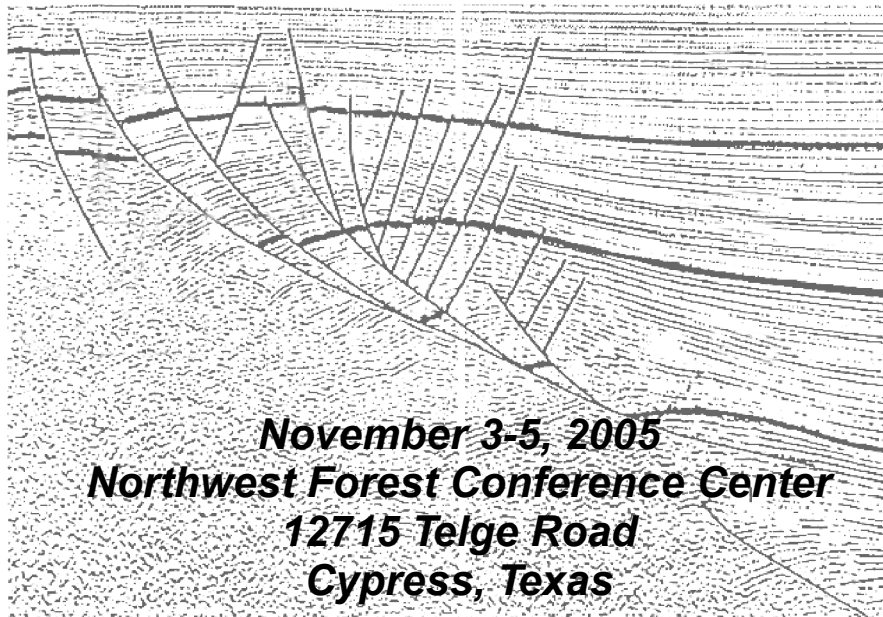 November 3-5, 2005
Northwest Forest Conference Center
12715 Telge Road
Cypress, Texas